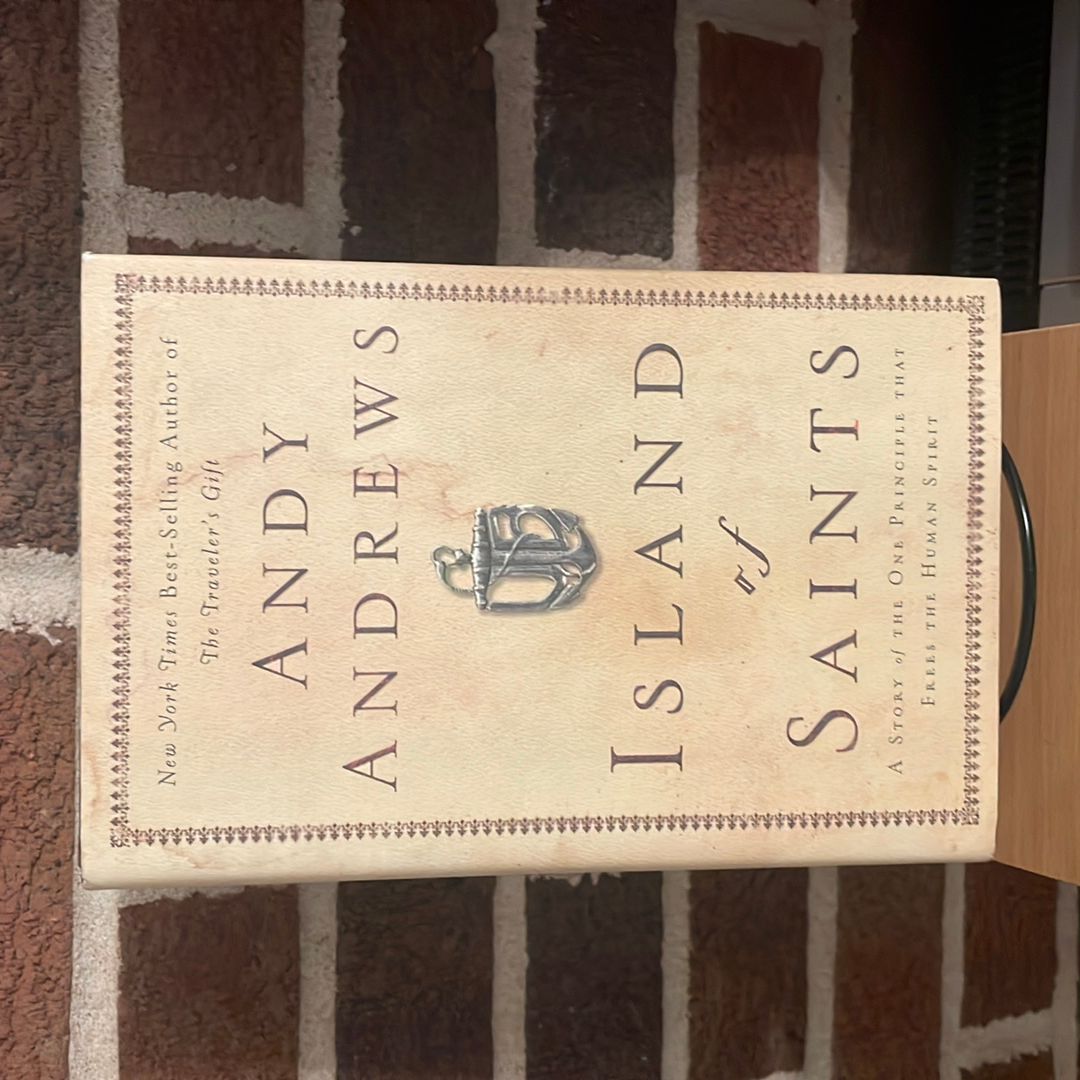 New York Times Best-Selling Author of
The Traveler's Gift
ANDY
ANDREWS
ISLAND
of
SAINTS
A STORY of THE ONE PRINCIPLE THAT
FREES THE HUMAN SPIRIT